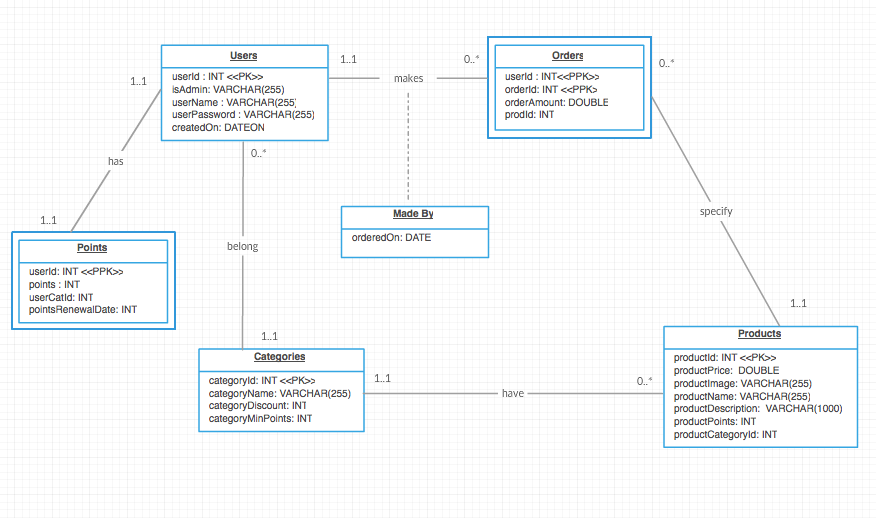 Users
userId : INT <<PK>>
isAdmin: VARCHAR(255)
userName : VARCHAR(255)
userPassword : VARCHAR(255)
createdOn: DATEON
1..1
makes
0..*
Orders
userId : INT<<PPK>>
orderId: INT <<PPK>
orderAmount: DOUBLE
prodId: INT
0..*
1..1
has
1..1
0..*
belong
1..1
Made By
orderedOn: DATE
specify
1..1
Points
userId: INT <<PPK>>
points : INT
userCatId: INT
pointsRenewalDate: INT
Categories
categoryId: INT <<PK>>
categoryName: VARCHAR(255)
categoryDiscount: INT
categoryMinPoints: INT
1..1
have
0..*
Products
productId: INT <<PK>>
productPrice: DOUBLE
productImage: VARCHAR(255)
productName: VARCHAR(255)
productDescription: VARCHAR(1000)
productPoints: INT
productCategoryId: INT